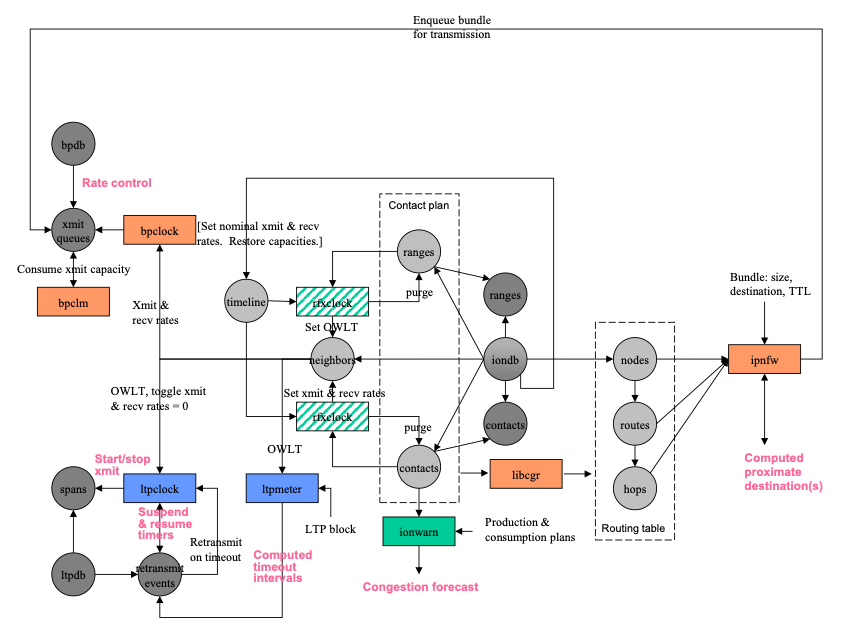 Enqueue bundle
for transmission
bpdb
Rate control
xmit
queues
bpclock
[Set nominal xmit & recv
rates.  Restore capacities.]
Consume xmit capacity
bpclm
Xmit &
recv rates
Contact plan
ranges
timeline
rfxclock
purge
Set OWLT
ranges
neighbors
iondb
Set xmit & recv rates
rfxclock
purge
contacts
contacts
OWLT, toggle xmit
& recv rates = 0
OWLT
Bundle: size,
destination, TTL
nodes
ipnfw
routes
hops
Routing table
Computed
proximate
destination(s)
libcgr
Start/stop
xmit
spans
ltpclock
ltpmeter
Suspend
& resume
timers
LTP block
ionwarn
Production &
consumption plans
Retransmit
on timeout
Computed
timeout
intervals
ltpdb
retransmit
events
Congestion forecast